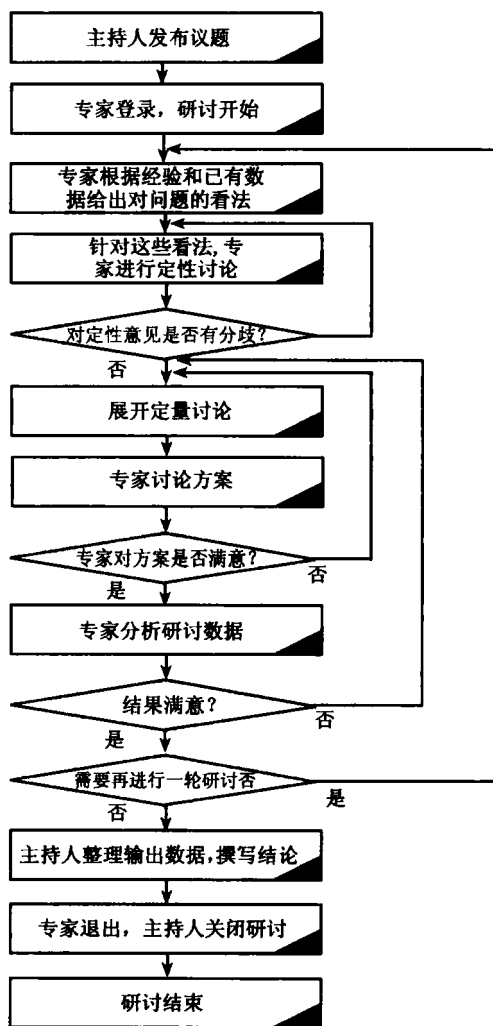 主持人发布议题
专家登录，研讨开始
专家根据经验和已有数
据给出对问题的看法
针对这些看法,专
家进行定性讨论
对定性意见是否有分歧?
否
展开定量讨论
专家讨论方案
专家对方案是否满意?
否
是
专家分析研讨数据
结果满意?
否
是
需要再进行一轮研讨否
是
否
主持人整理输出数据,撰写结论
专家退出，主持人关闭研讨
研讨结束